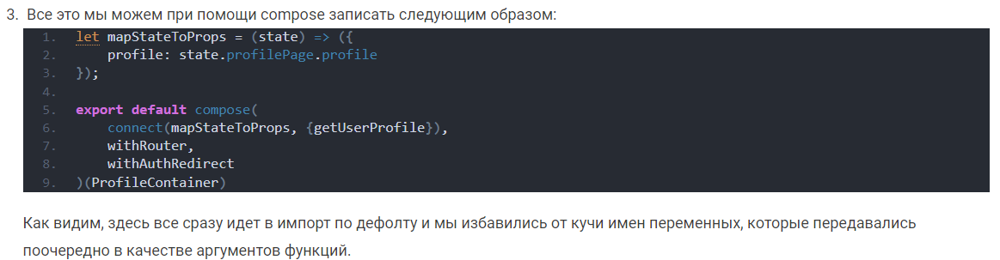 3. Все это мы можем при помощи compose записать следующим образом:
1. let mapStateToProps = (state) => ({
2.     profile: state.profilePage.profile
3. });
4.
5. export default compose(
6.     connect(mapStateToProps, {getUserProfile}),
7.     withRouter,
8.     withAuthRedirect
9. )(ProfileContainer)
Как видим, здесь все сразу идет в импорт по дефолту и мы избавились от кучи имен переменных, которые передавались
поочередно в качестве аргументов функций.